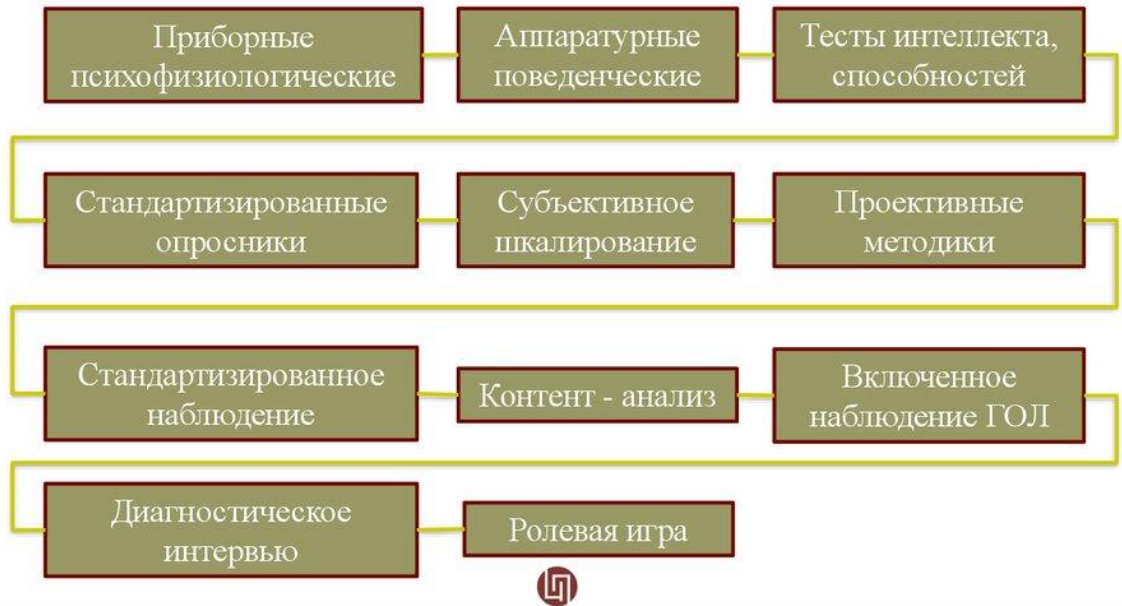 Приборные
психофизиологические
Аппаратурные
поведенческие
Тесты интеллекта,
способностей
Стандартизированные
опросники
Субъективное
шкалирование
Проективные
методики
Стандартизированное
наблюдение
Контент - анализ
Включенное
наблюдение ГОЛ
Диагностическое
интервью
Ролевая игра